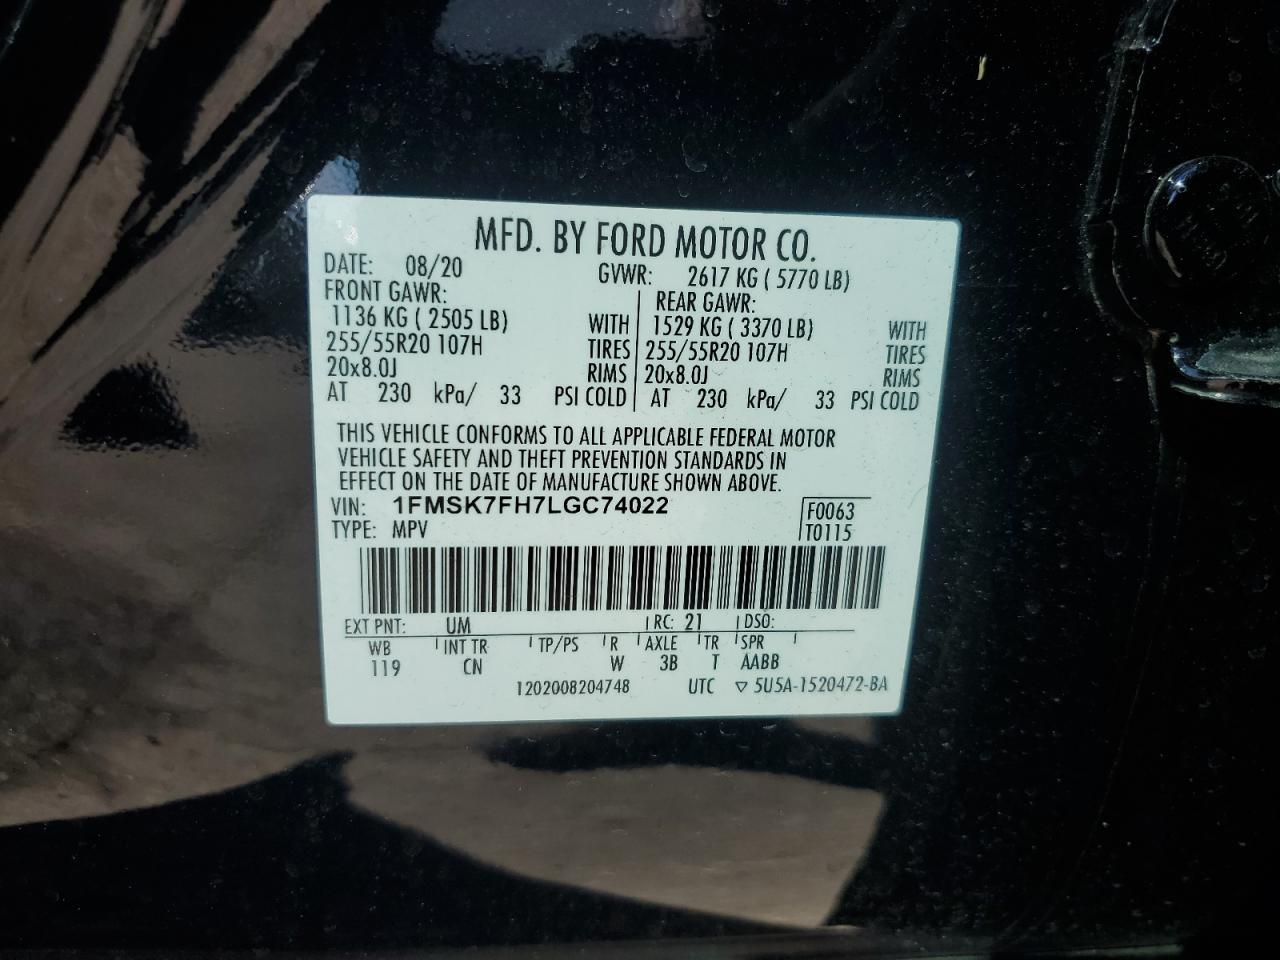 MFD. BY FORD MOTOR CO.
DATE: 08/20 GVWR: 2617 KG ( 5770 LB)
FRONT GAWR: REAR GAWR:
1136 KG ( 2505 LB) WITH 1529 KG ( 3370 LB) WITH
255/55R20 107H TIRES 255/55R20 107H TIRES
20x8.0J RIMS 20x8.0J RIMS
AT 230 kPa/ 33 PSI COLD AT 230 kPa/ 33 PSI COLD
THIS VEHICLE CONFORMS TO ALL APPLICABLE FEDERAL MOTOR
VEHICLE SAFETY AND THEFT PREVENTION STANDARDS IN
EFFECT ON THE DATE OF MANUFACTURE SHOWN ABOVE.
VIN: 1FMSK7FH7LGC74022 F0063
TYPE: MPV T0115
EXT PNT: UM RC: 21 DSO:
WB INT TR TP/PS R AXLE TR SPR
119 CN W 3B T AABB
1202008204748 UTC ▽ 5U5A-1520472-BA